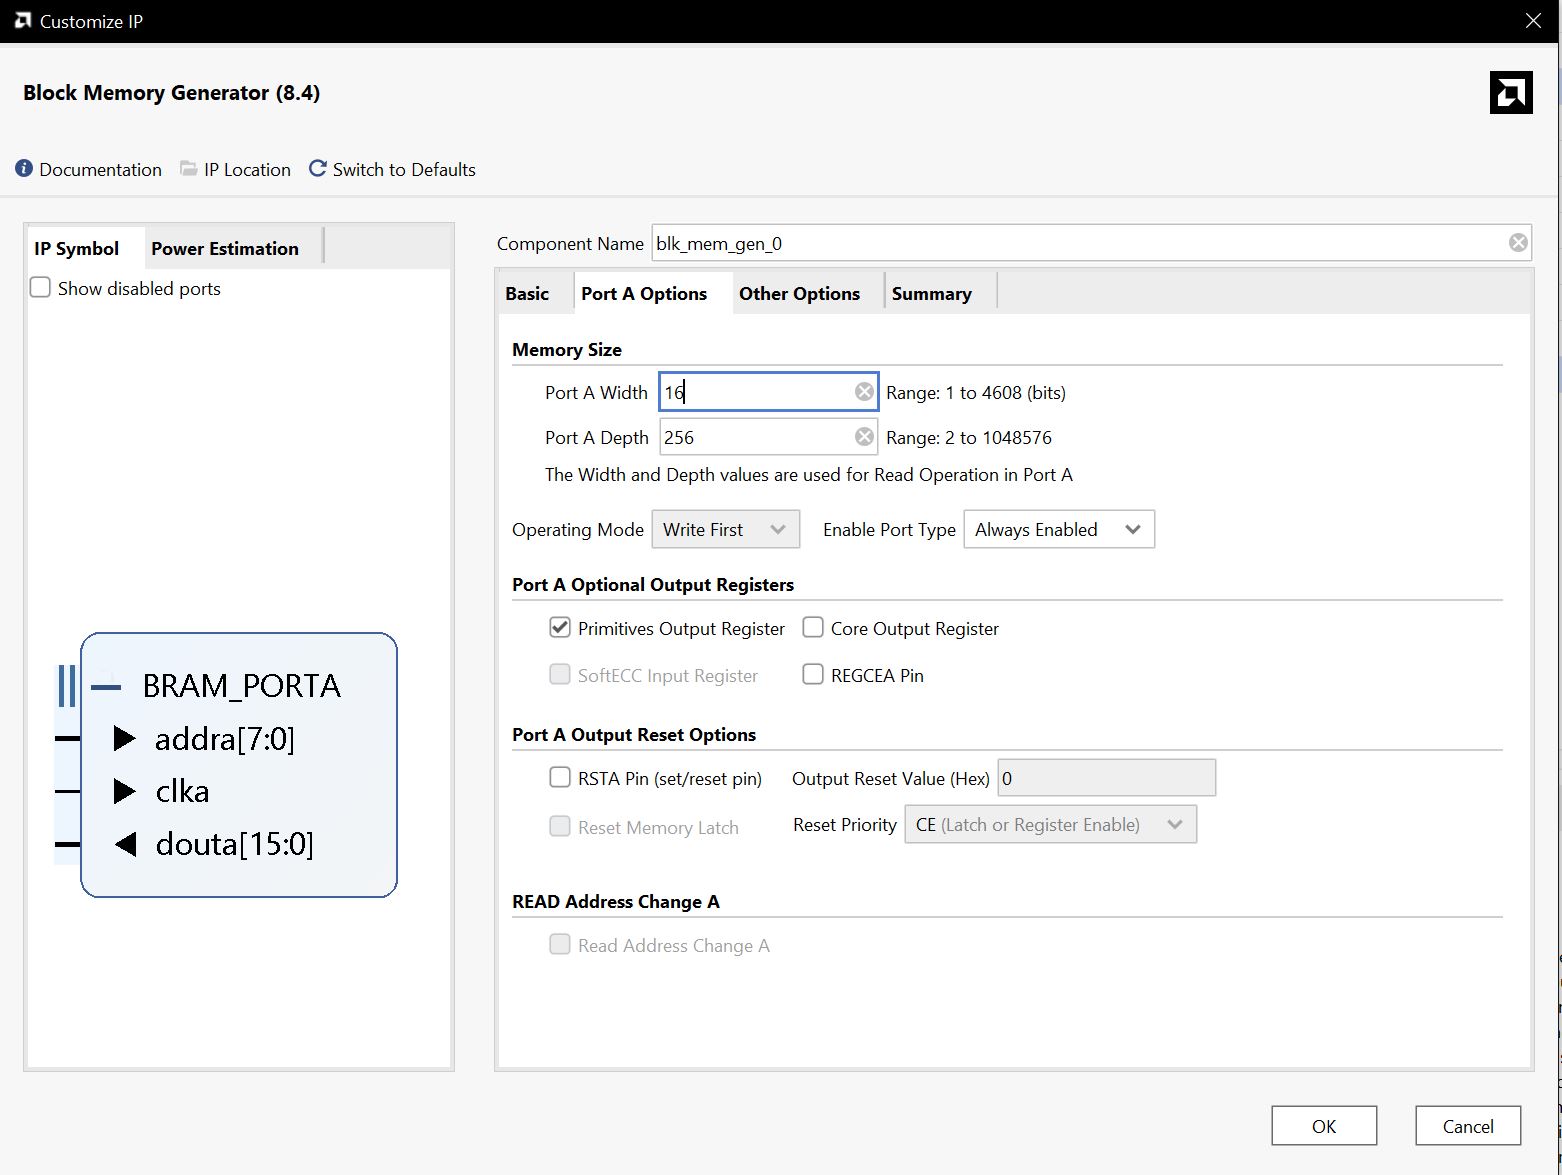 Customize IP
Block Memory Generator (8.4)
Documentation IP Location Switch to Defaults
IP Symbol Power Estimation
Show disabled ports
BRAM_PORTA
addra[7:0]
clka
douta[15:0]
Component Name blk_mem_gen_0
Basic Port A Options Other Options Summary
Memory Size
Port A Width 16 Range: 1 to 4608 (bits)
Port A Depth 256 Range: 2 to 1048576
The Width and Depth values are used for Read Operation in Port A
Operating Mode Write First Enable Port Type Always Enabled
Port A Optional Output Registers
Primitives Output Register Core Output Register
SoftECC Input Register REGCEA Pin
Port A Output Reset Options
RSTA Pin (set/reset pin) Output Reset Value (Hex) 0
Reset Memory Latch Reset Priority CE (Latch or Register Enable)
READ Address Change A
Read Address Change A
OK Cancel